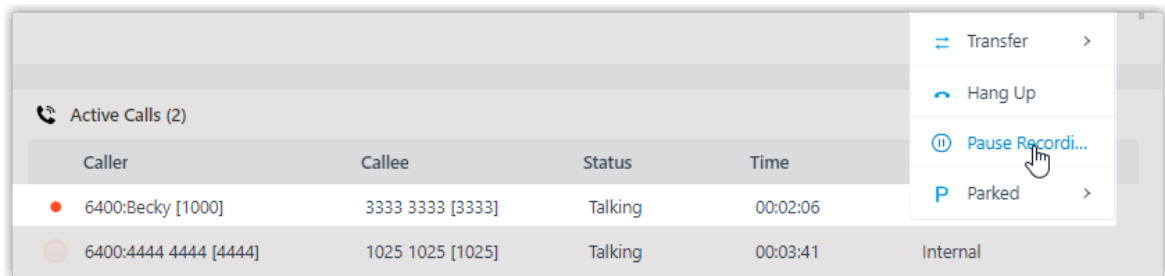 Transfer
Hang Up
Active Calls (2)
Pause Recordi...
Caller Callee Status Time
P Parked
6400:Becky [1000] 3333 3333 [3333] Talking 00:02:06
6400:4444 4444 [4444] 1025 1025 [1025] Talking 00:03:41 Internal